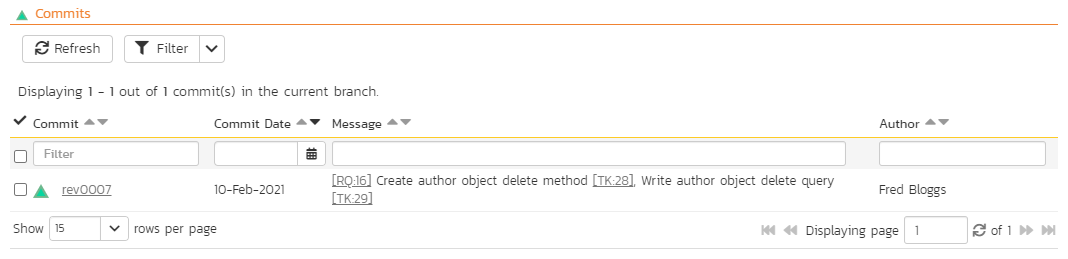 Commits
Refresh Filter
Displaying 1 - 1 out of 1 commit(s) in the current branch.
Commit Commit Date Message Author
Filter
rev0007 10-Feb-2021 [RQ:16] Create author object delete method [TK:28], Write author object delete query Fred Bloggs
[TK:29]
Show 15 rows per page Displaying page 1 of 1